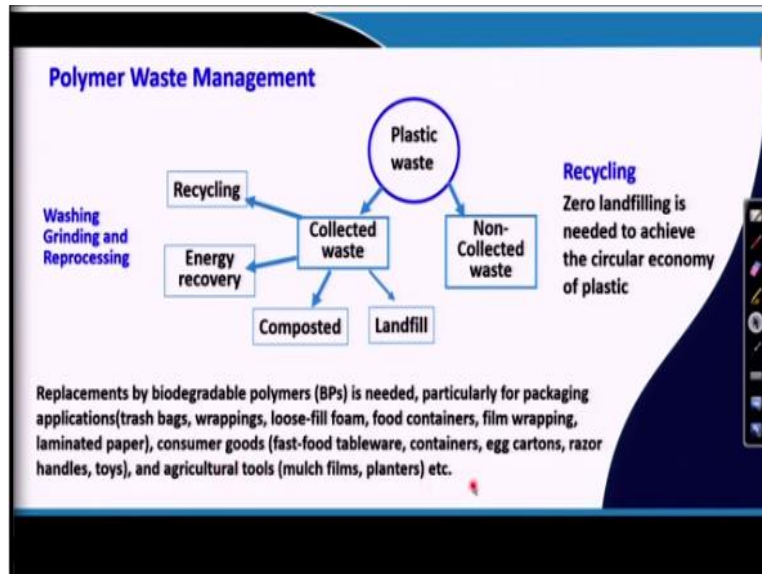 Polymer Waste Management
Plastic
waste
Recycling
Collected
waste
Non-
Collected
waste
Energy
recovery
Composted
Landfill
Washing
Grinding and
Reprocessing
Recycling
Zero landfilling is
needed to achieve
the circular economy
of plastic
Replacements by biodegradable polymers (BPs) is needed, particularly for packaging
applications(trash bags, wrappings, loose-fill foam, food containers, film wrapping,
laminated paper), consumer goods (fast-food tableware, containers, egg cartons, razor
handles, toys), and agricultural tools (mulch films, planters) etc.